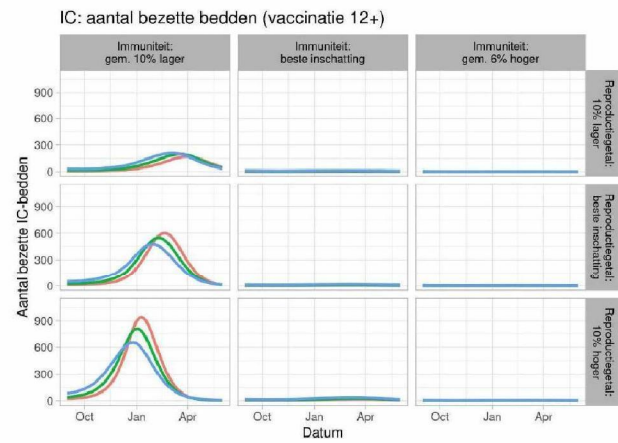 IC: aantal bezette bedden (vaccinatie 12+)
Immuniteit:
gem. 10% lager
Immuniteit:
beste inschatting
Immuniteit:
gem. 6% hoger
Aantal bezette IC-bedden
900
600
300
0
Reproductiegetal:
10% lager
900
600
300
0
Reproductiegetal:
beste inschatting
900
600
300
0
Reproductiegetal:
10% hoger
Oct Jan Apr Oct Jan Apr Oct Jan Apr
Datum